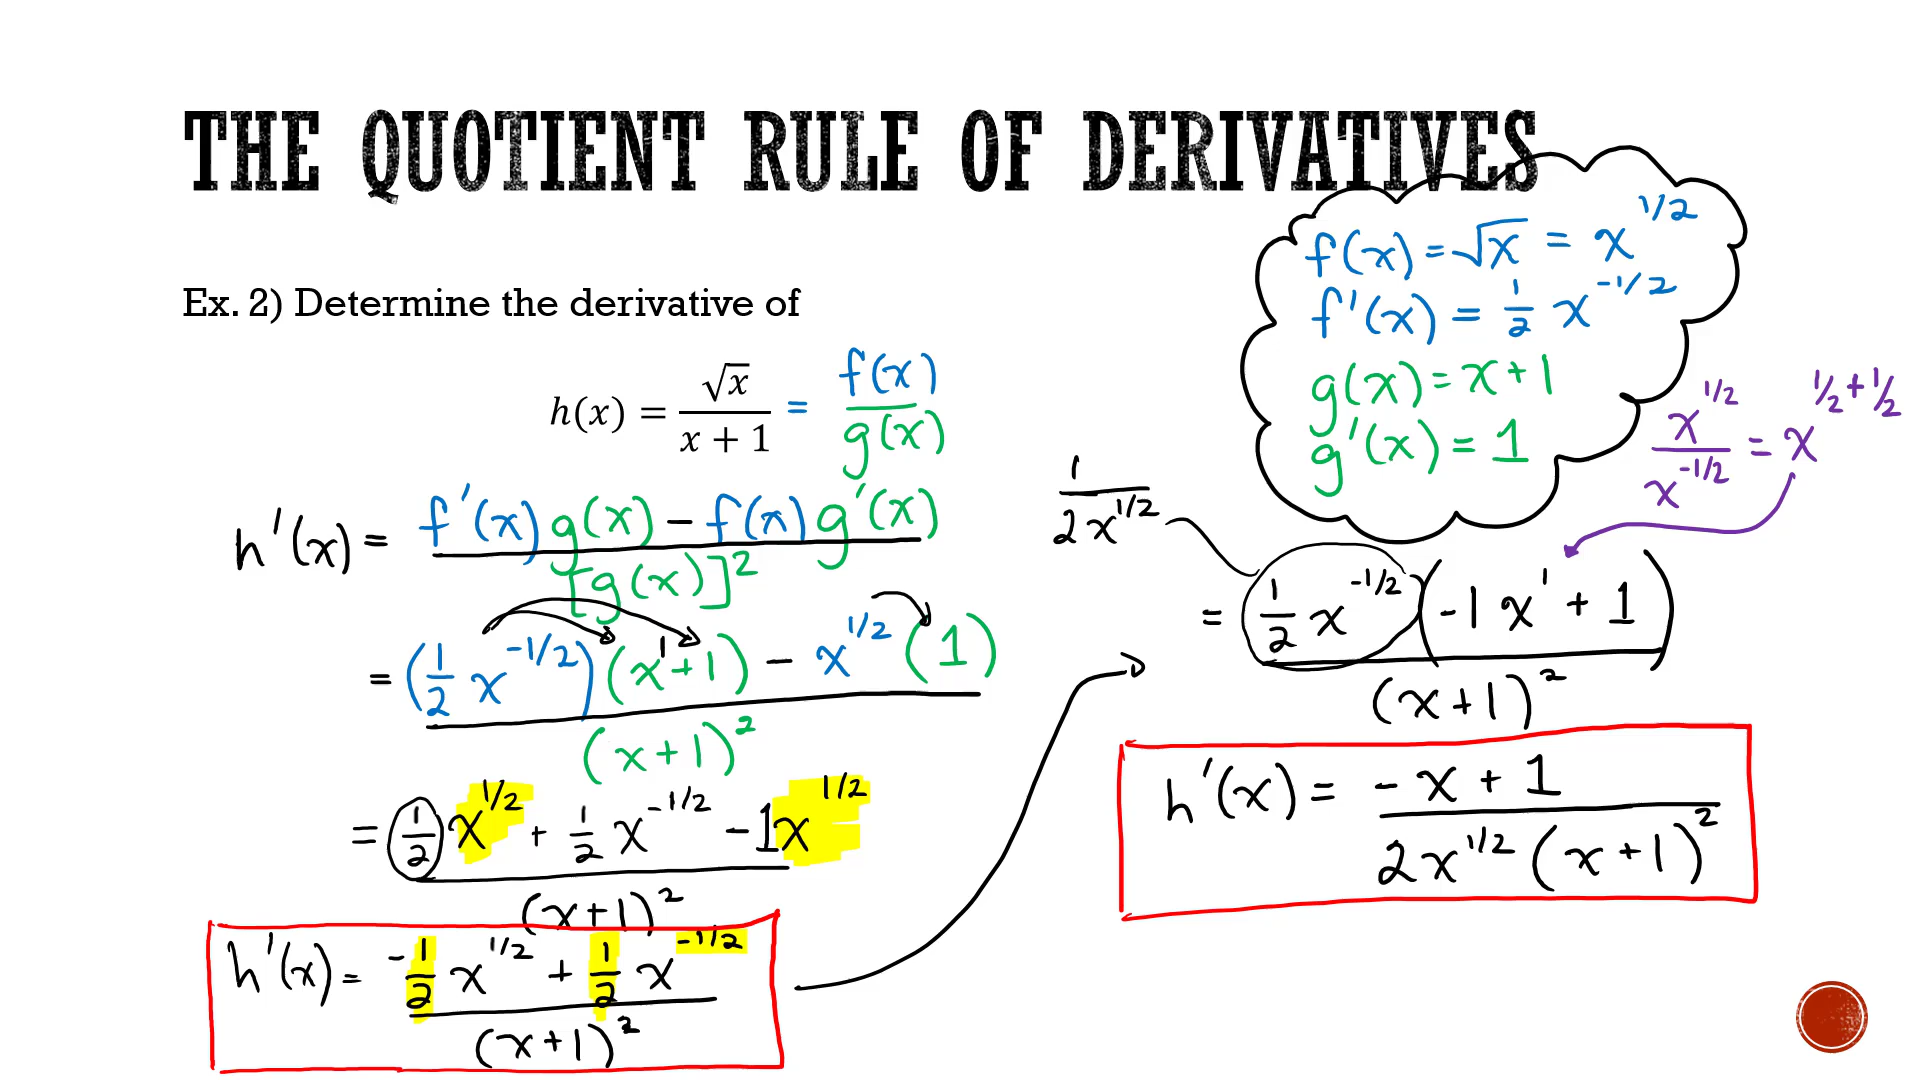 THE QUOTIENT RULE OF DERIVATIVES
Ex. 2) Determine the derivative of
h(x) = √x / (x + 1) = f(x) / g(x)
h'(x) = (f'(x) g(x) − f(x) g'(x)) / [g(x)]²
= ((1/2 x^(-1/2))(x^1 + 1) − x^(1/2) (1)) / (x+1)²
= (1/2 x^(1/2) + 1/2 x^(-1/2) − 1x^(1/2)) / (x+1)²
h'(x) = (-1/2 x^(1/2) + 1/2 x^(-1/2)) / (x+1)²
f(x) = √x = x^(1/2)
f'(x) = 1/2 x^(-1/2)
g(x) = x+1
g'(x) = 1
x^(1/2) / x^(-1/2) = x^(1/2+1/2)
1 / 2x^(1/2)
= (1/2 x^(-1/2))(-1x^1 + 1) / (x+1)²
h'(x) = (-x + 1) / (2x^(1/2) (x+1)²)